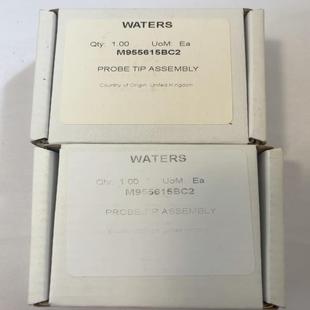 WATERS
Qty: 1.00 UoM: Ea
M955615BC2
PROBE TIP ASSEMBLY
Country of Origin: United Kingdom
WATERS
Qty: 1.00 UoM: Ea
M955615BC2
PROBE TIP ASSEMBLY